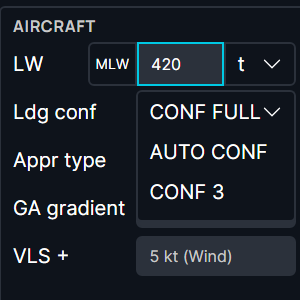 AIRCRAFT
LW MLW 420 t
Ldg conf CONF FULL
AUTO CONF
Appr type
CONF 3
GA gradient
VLS + 5 kt (Wind)